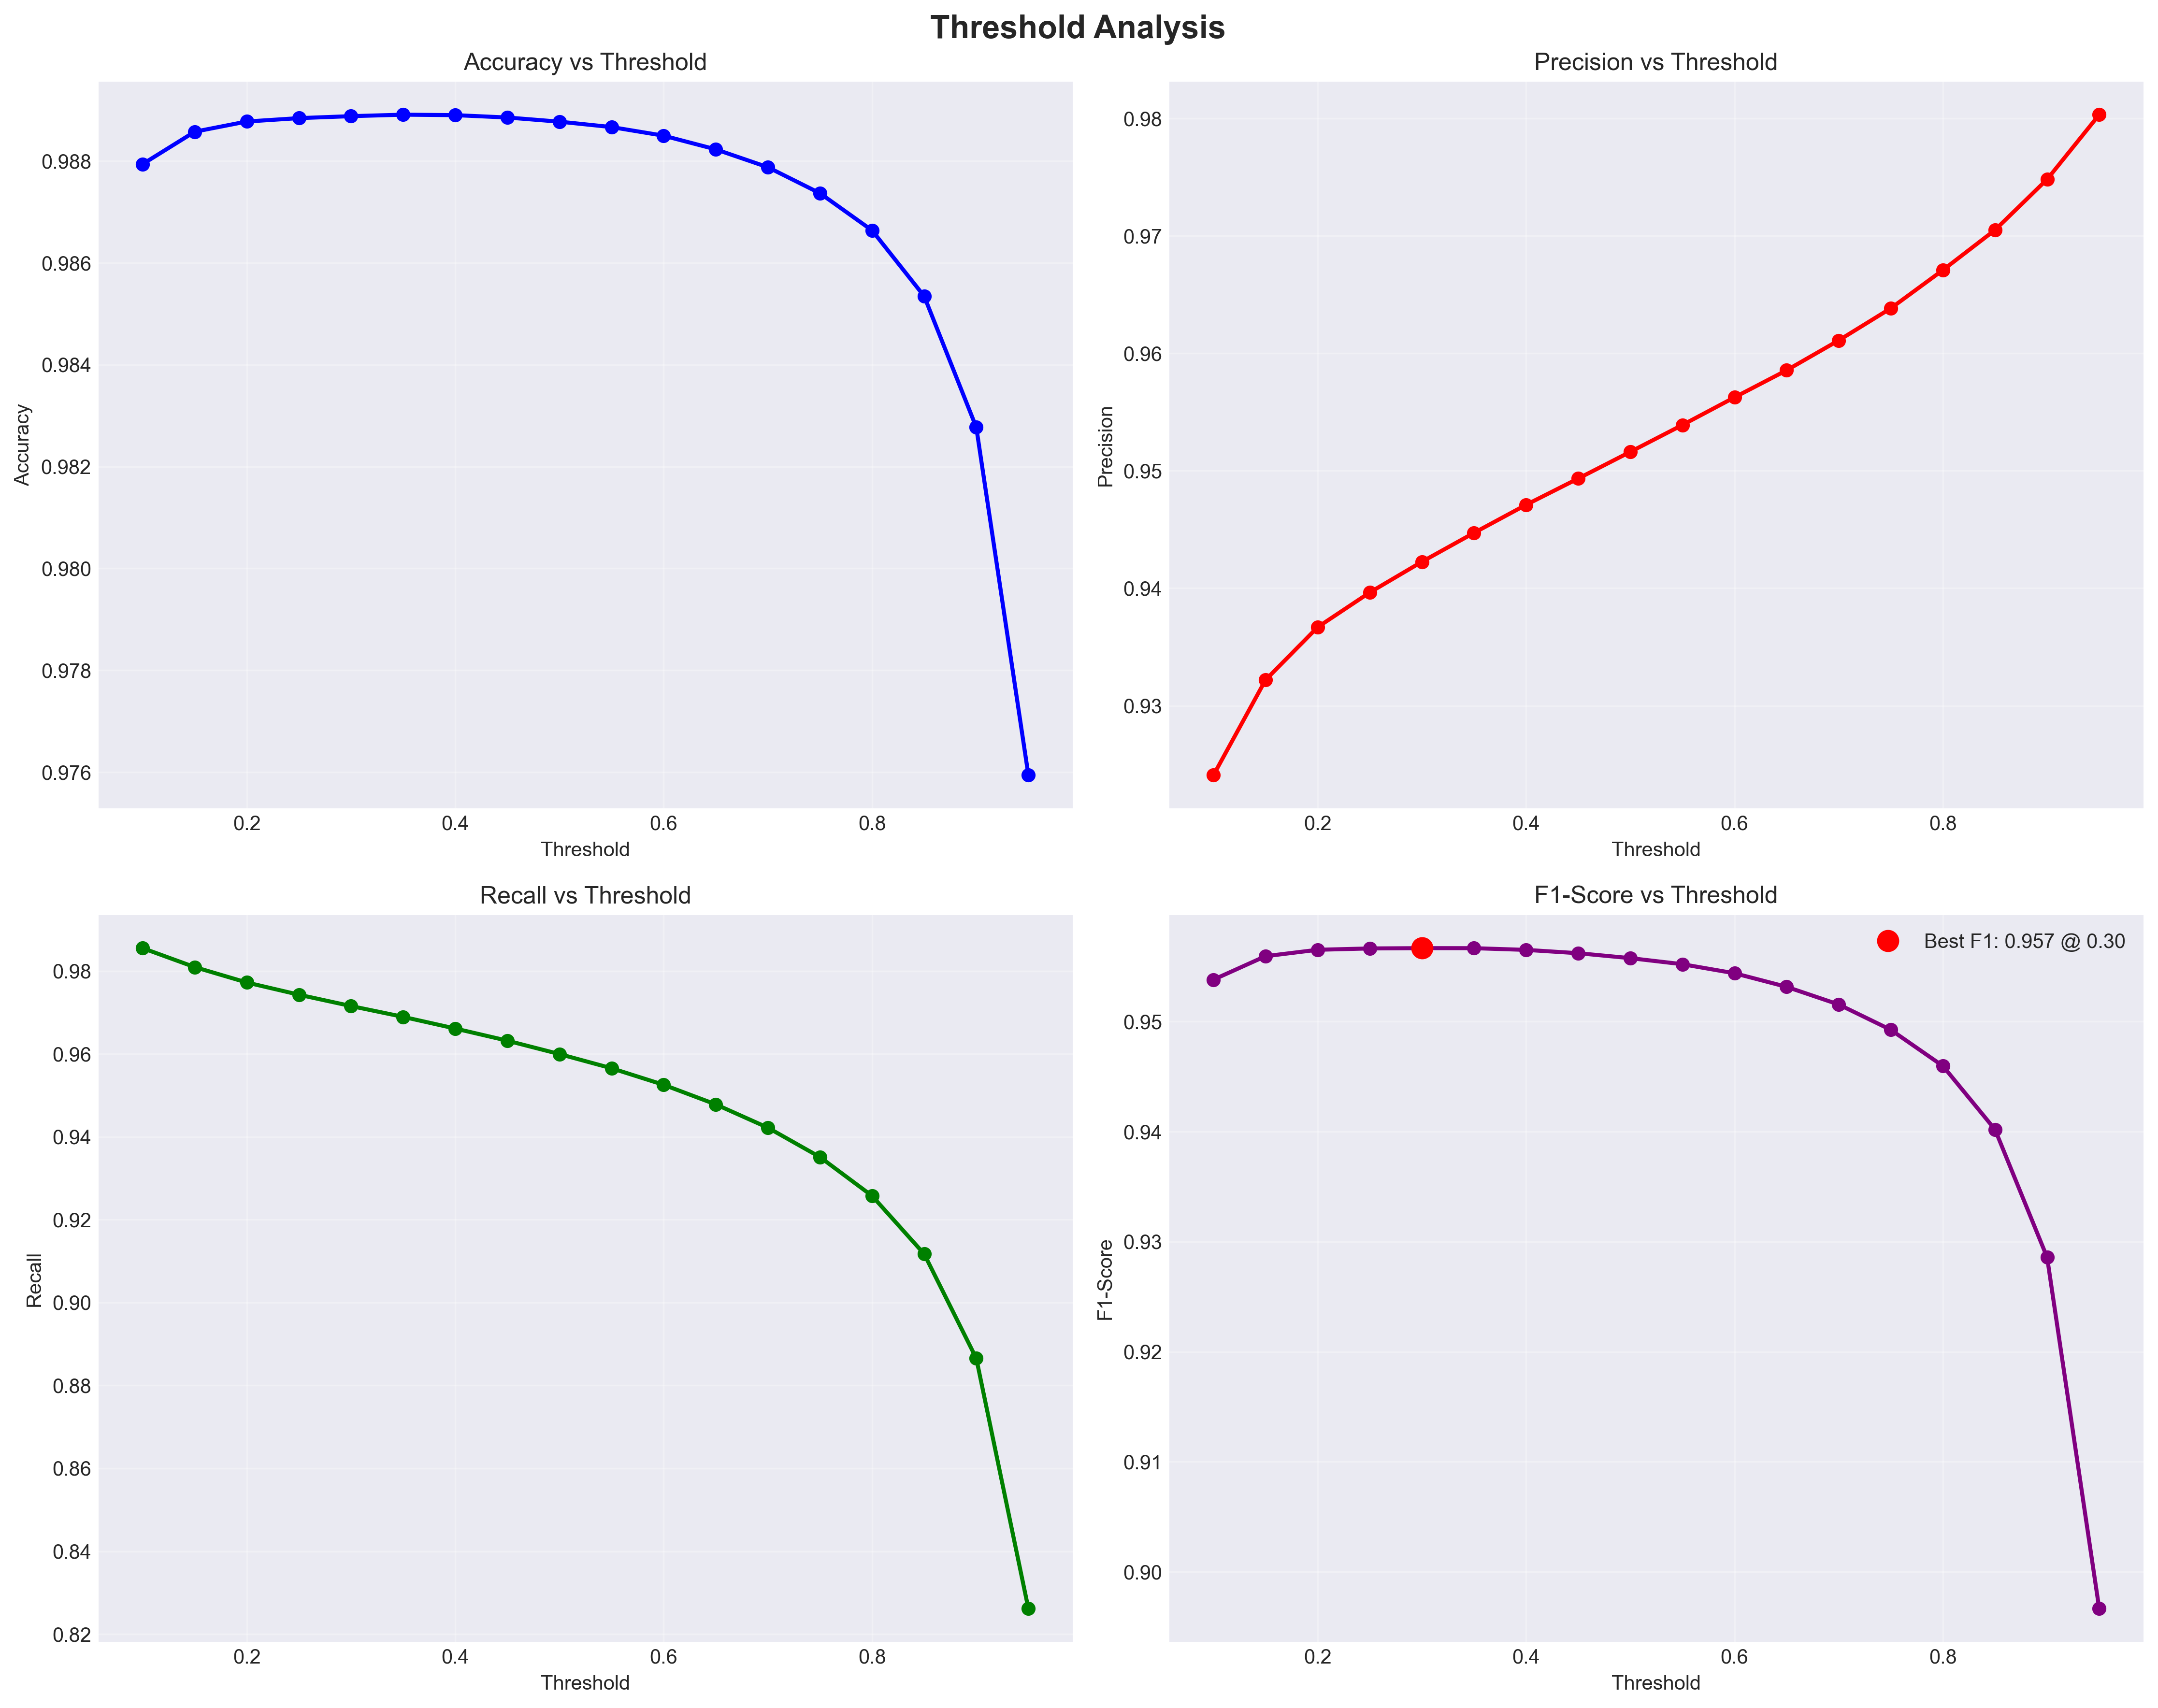 Threshold Analysis
Accuracy vs Threshold
0.988
0.986
0.984
0.982
0.980
0.978
0.976
Accuracy
0.2 0.4 0.6 0.8
Threshold
Precision vs Threshold
0.98
0.97
0.96
0.95
0.94
0.93
Precision
0.2 0.4 0.6 0.8
Threshold
Recall vs Threshold
0.98
0.96
0.94
0.92
0.90
0.88
0.86
0.84
0.82
Recall
0.2 0.4 0.6 0.8
Threshold
F1-Score vs Threshold
Best F1: 0.957 @ 0.30
0.95
0.94
0.93
0.92
0.91
0.90
F1-Score
0.2 0.4 0.6 0.8
Threshold